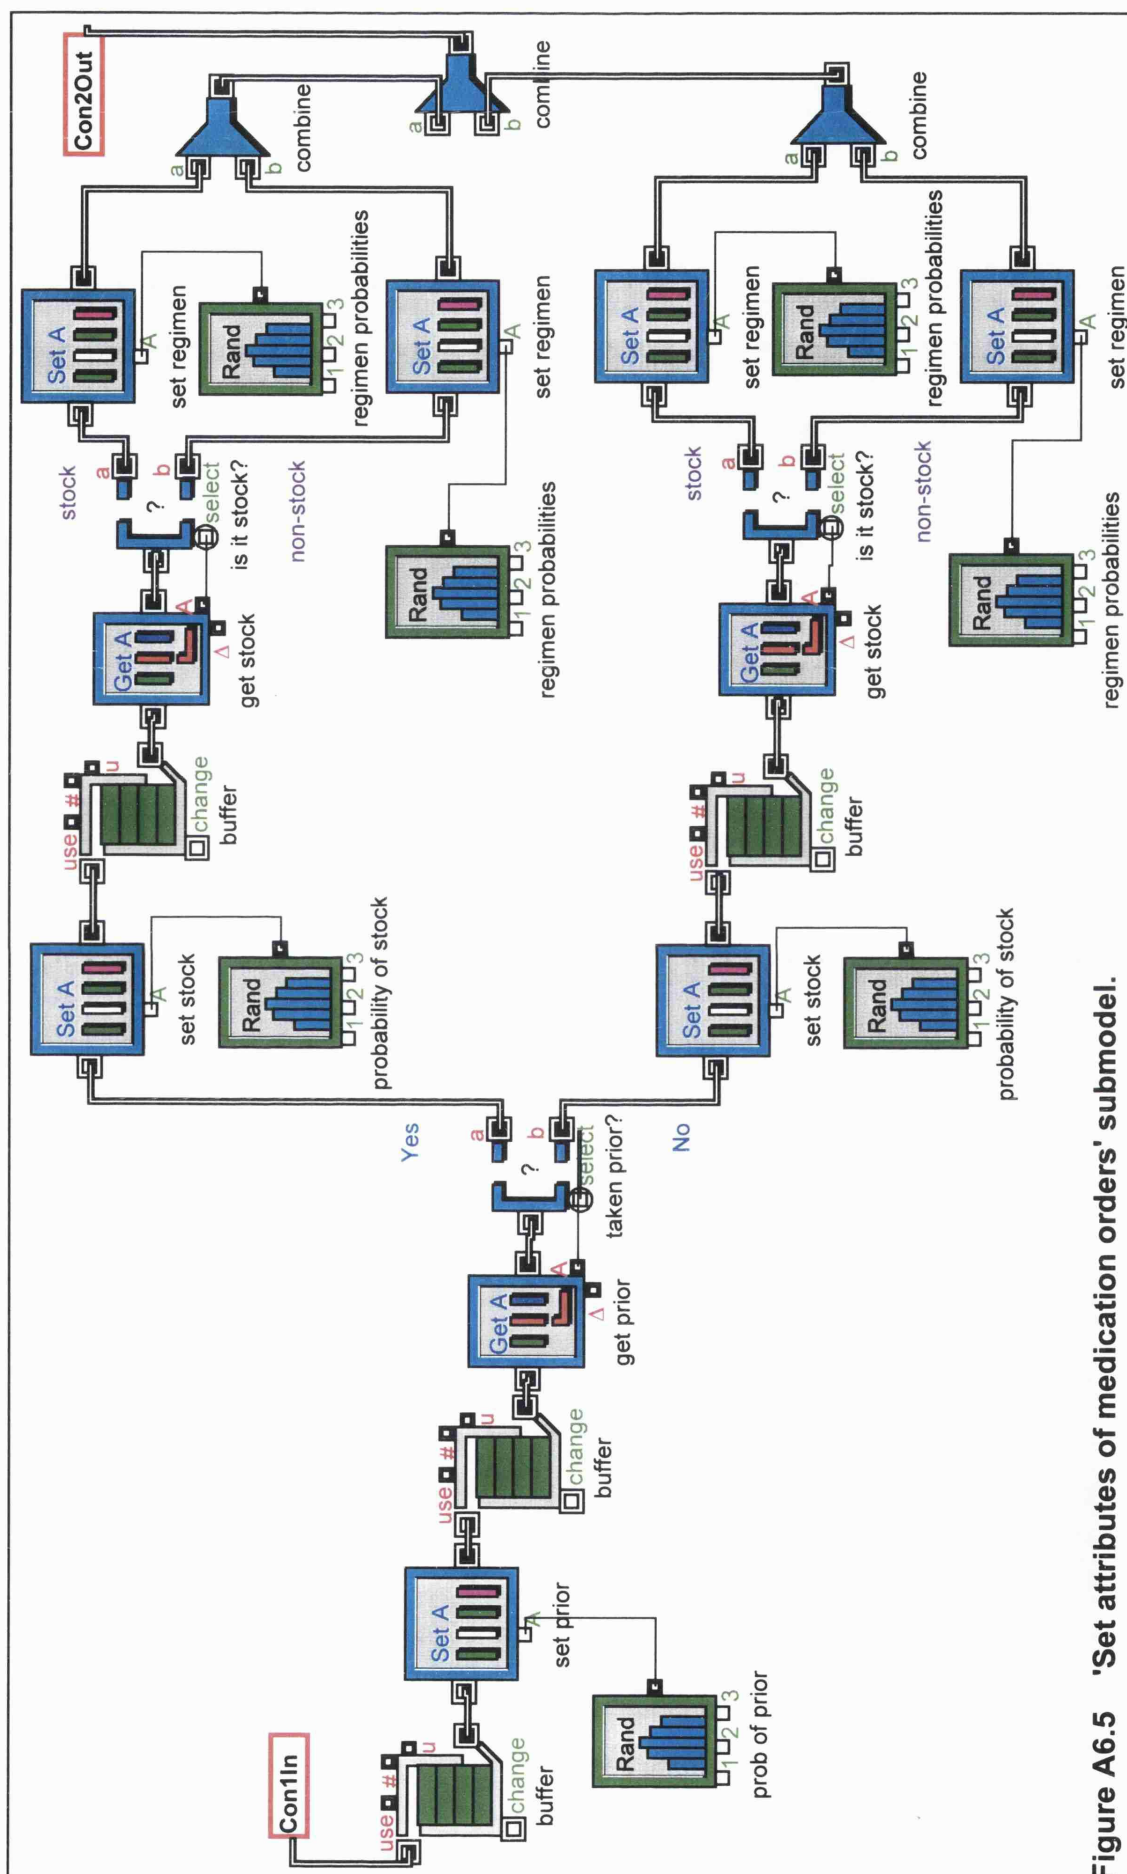 Con1In
use
#
u
change
buffer
Set A
A
set prior
Rand
1 2 3
prob of prior
use
#
u
change
buffer
Get A
A
Δ
get prior
?
a
b
select
taken prior?
Yes
No
Set A
A
set stock
Rand
1 2 3
probability of stock
use
#
u
change
buffer
Get A
A
Δ
get stock
?
a
b
select
is it stock?
stock
non-stock
Set A
A
set regimen
Rand
1 2 3
regimen probabilities
Set A
A
set regimen
Rand
1 2 3
regimen probabilities
a
b
combine
Set A
A
set stock
Rand
1 2 3
probability of stock
use
#
u
change
buffer
Get A
A
Δ
get stock
?
a
b
select
is it stock?
stock
non-stock
Set A
A
set regimen
Rand
1 2 3
regimen probabilities
Set A
A
set regimen
Rand
1 2 3
regimen probabilities
a
b
combine
a
b
combine
Con2Out
Figure A6.5 'Set attributes of medication orders' submodel.